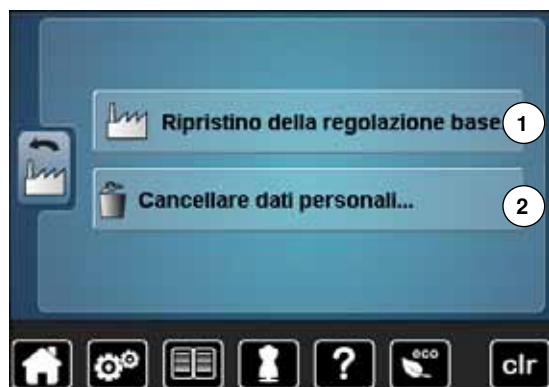 Ripristino della regolazione base
1
Cancellare dati personali...
2
?
eco
clr